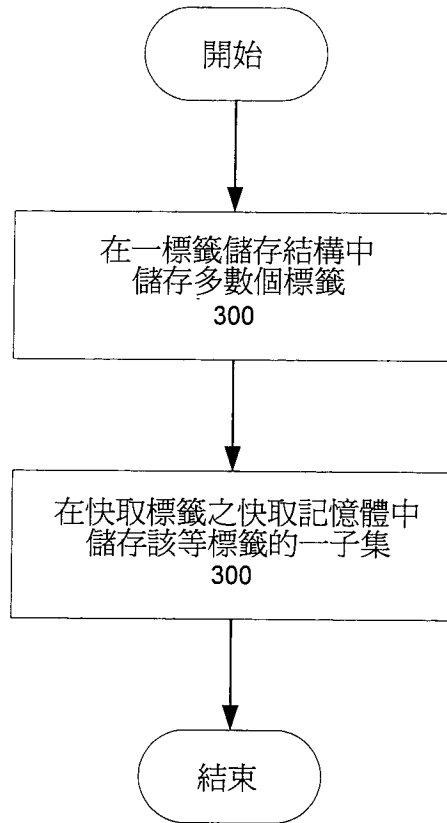 開始
在一標籤儲存結構中
儲存多數個標籤
300
在快取標籤之快取記憶體中
儲存該等標籤的一子集
300
結束